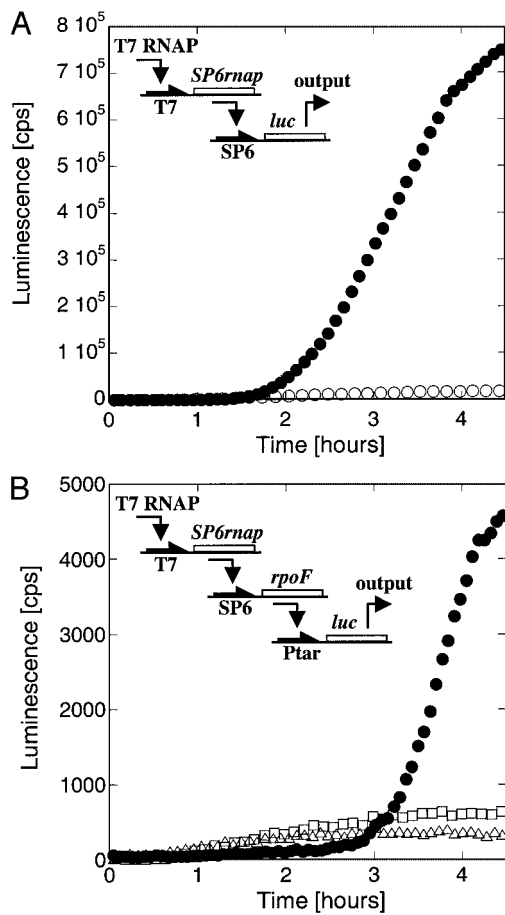 A
Luminescence [cps]
8 10⁵
7 10⁵
6 10⁵
5 10⁵
4 10⁵
3 10⁵
2 10⁵
1 10⁵
0
T7 RNAP
SP6rnap
T7
output
luc
SP6
0 1 2 3 4
Time [hours]
B
Luminescence [cps]
5000
4000
3000
2000
1000
0
T7 RNAP
SP6rnap
T7
rpoF
SP6
output
luc
Ptar
0 1 2 3 4
Time [hours]